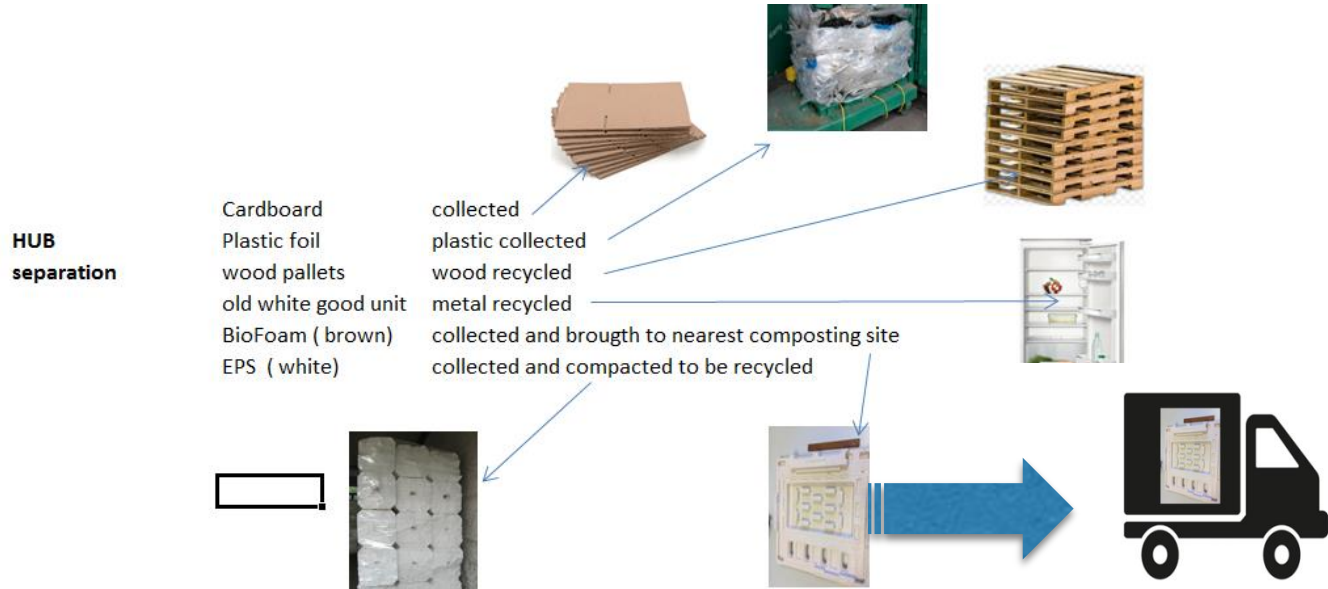 Cardboard collected
HUB Plastic foil plastic collected
separation wood pallets wood recycled
old white good unit metal recycled
BioFoam ( brown) collected and brougth to nearest composting site
EPS ( white) collected and compacted to be recycled